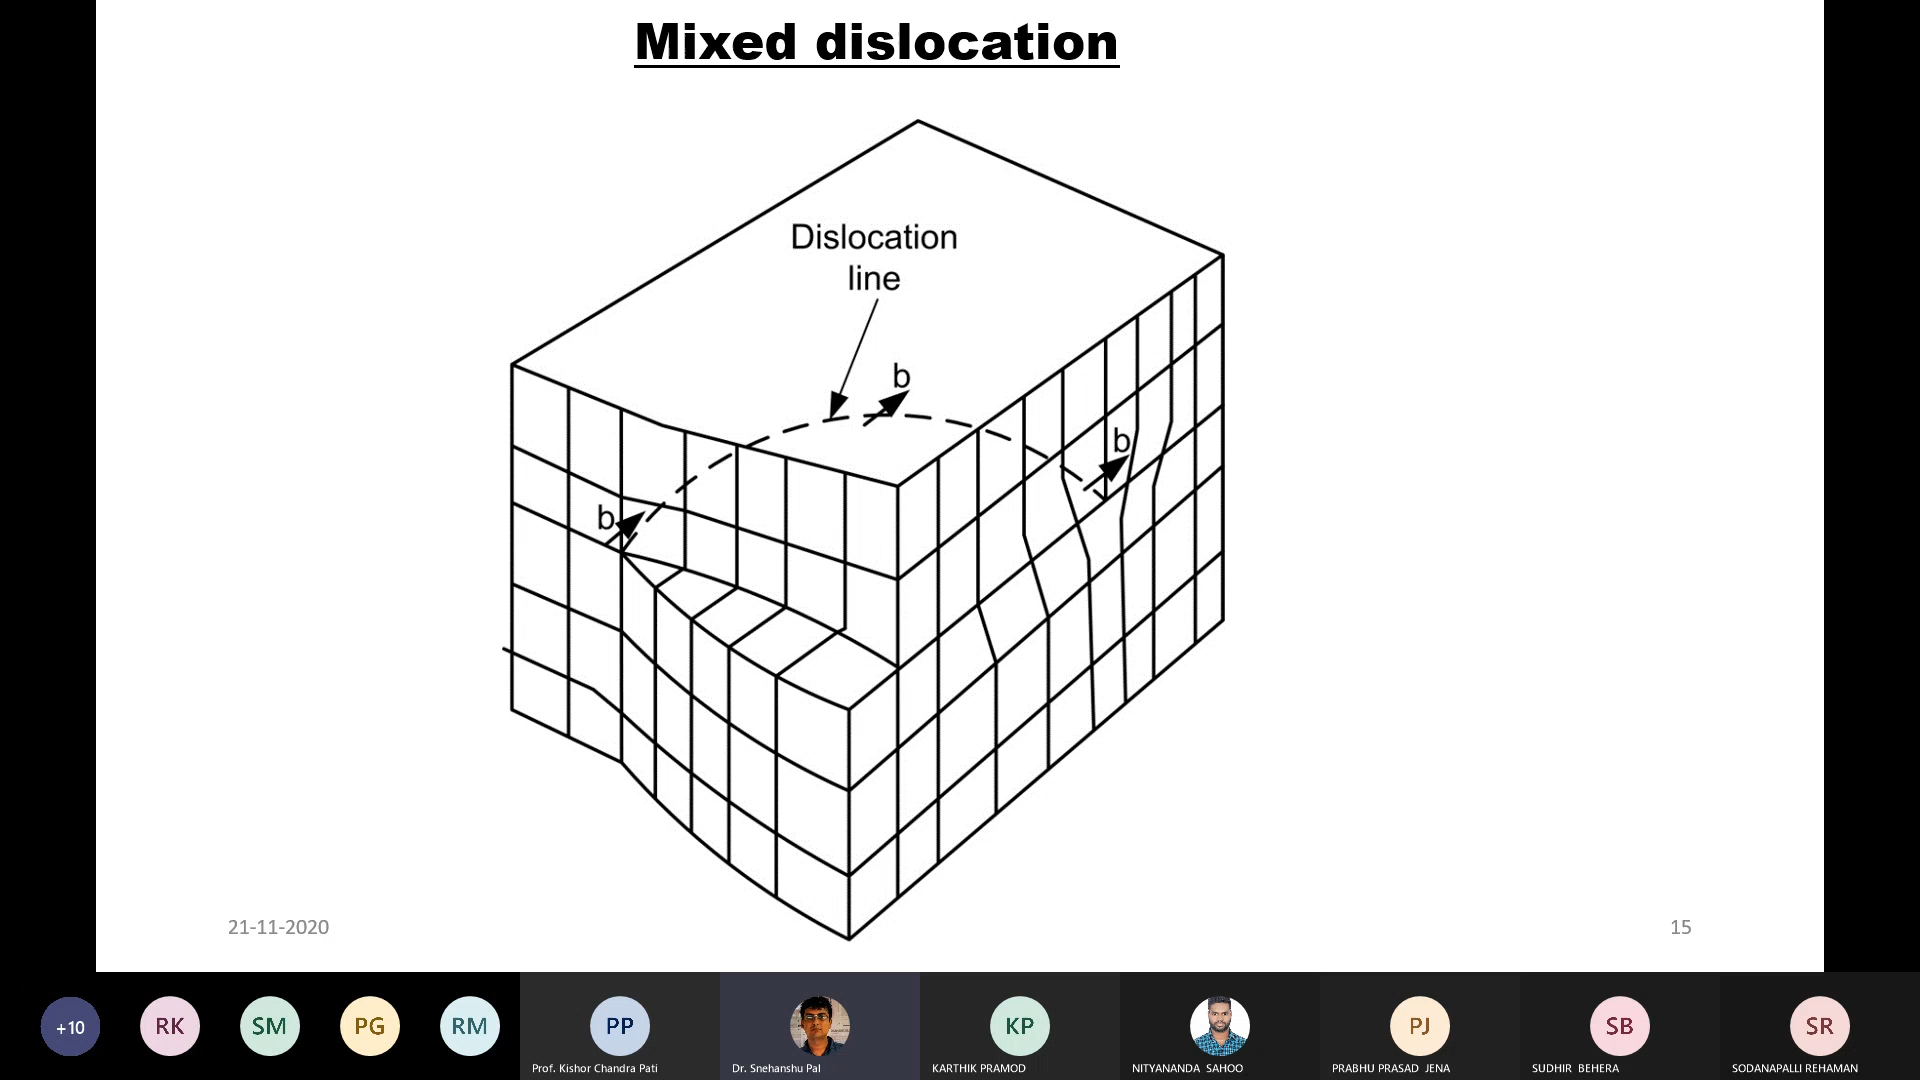 Mixed dislocation
Dislocation
line
b
b
b
21-11-2020
15
+10
RK
SM
PG
RM
PP
KP
PJ
SB
SR
Prof. Kishor Chandra Pati
Dr. Snehanshu Pal
KARTHIK PRAMOD
NITYANANDA SAHOO
PRABHU PRASAD JENA
SUDHIR BEHERA
SODANAPALLI REHAMAN